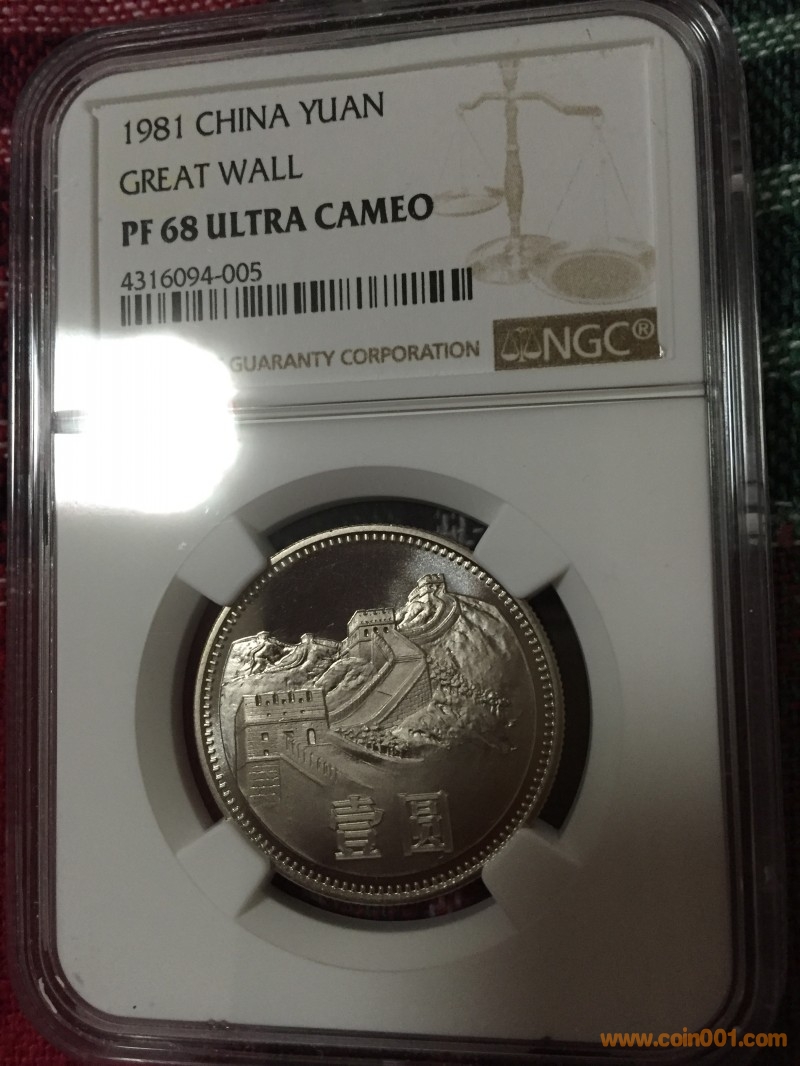 1981 CHINA YUAN
GREAT WALL
PF 68 ULTRA CAMEO
4316094-005
GUARANTY CORPORATION
NGC®
壹圆
www.coin001.com